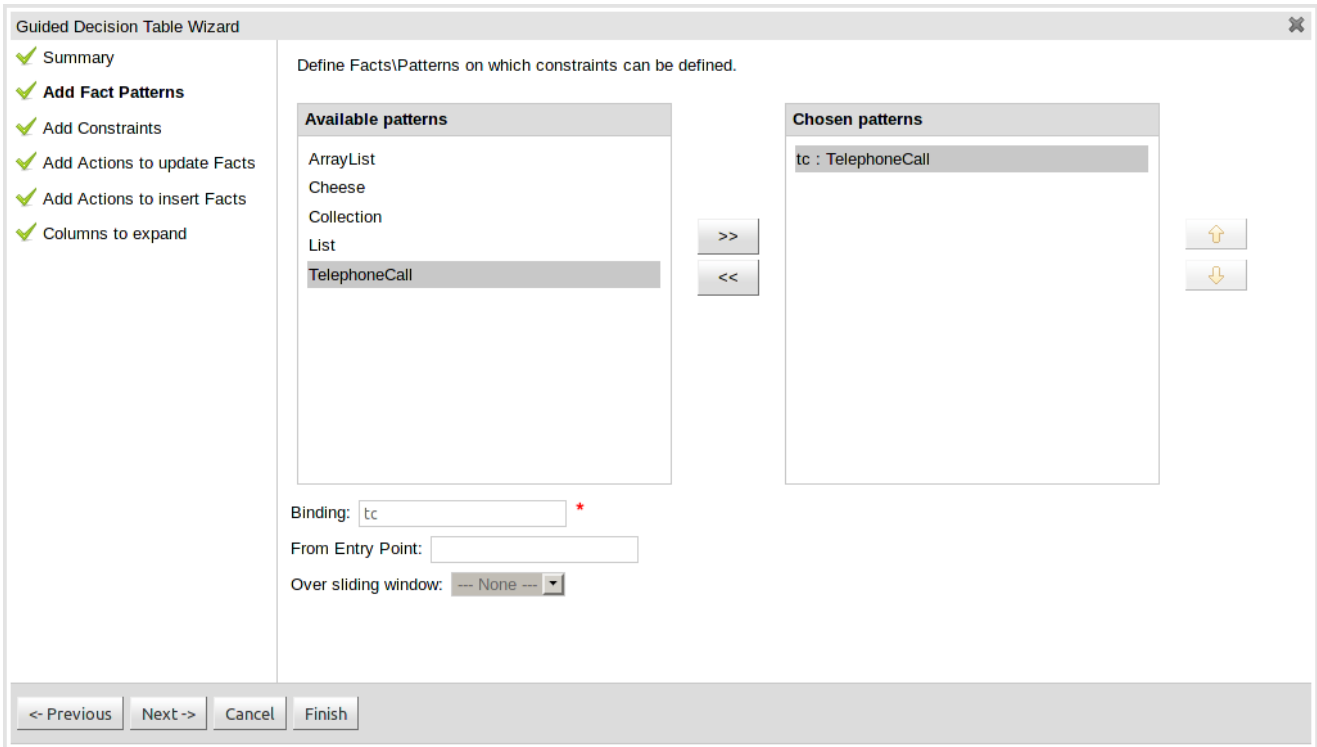 Guided Decision Table Wizard
Summary
Add Fact Patterns
Add Constraints
Add Actions to update Facts
Add Actions to insert Facts
Columns to expand
Define Facts\Patterns on which constraints can be defined.
Available patterns
ArrayList
Cheese
Collection
List
TelephoneCall
>>
<<
Chosen patterns
tc : TelephoneCall
Binding: tc *
From Entry Point:
Over sliding window: --- None ---
<- Previous Next -> Cancel Finish